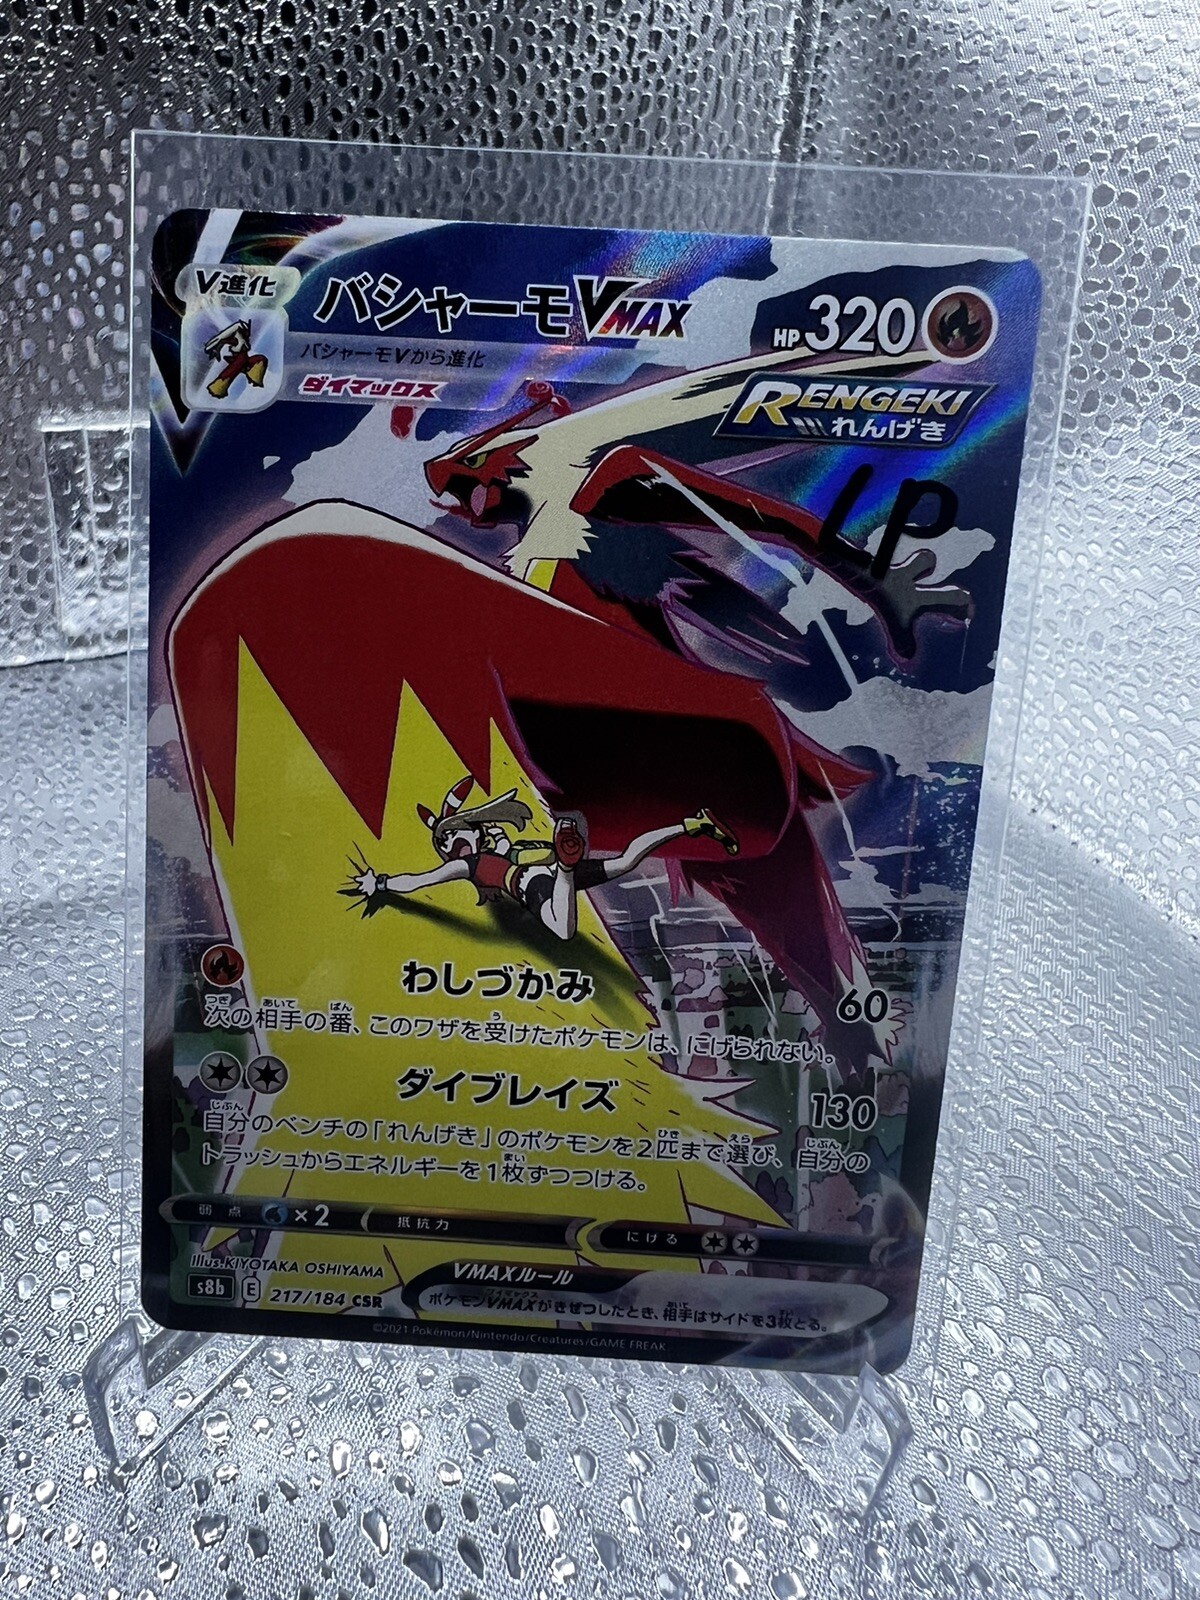 V進化
バシャーモVMAX
HP 320
バシャーモVから進化
ダイマックス
RENGEKI
れんげき
LP
わしづかみ 60
次の相手の番、このワザを受けたポケモンは、にげられない。
ダイブレイズ 130
自分のベンチの「れんげき」のポケモンを2匹まで選び、自分の
トラッシュからエネルギーを1枚ずつつける。
弱点 ×2 抵抗力 にげる
Illus.KIYOTAKA OSHIYAMA
VMAXルール
s8b E 217/184 CSR
ポケモンVMAXがきぜつしたとき、相手はサイドを3枚とる。
©2021 Pokémon/Nintendo/Creatures/GAME FREAK